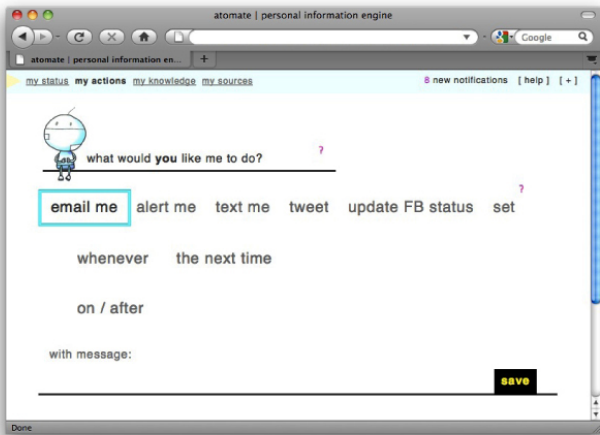 atomate | personal information engine
Google
atomate | personal information en...
my status my actions my knowledge my sources 8 new notifications [ help ] [ + ]
what would you like me to do? ?
email me alert me text me tweet update FB status set ?
whenever the next time
on / after
with message:
save
Done